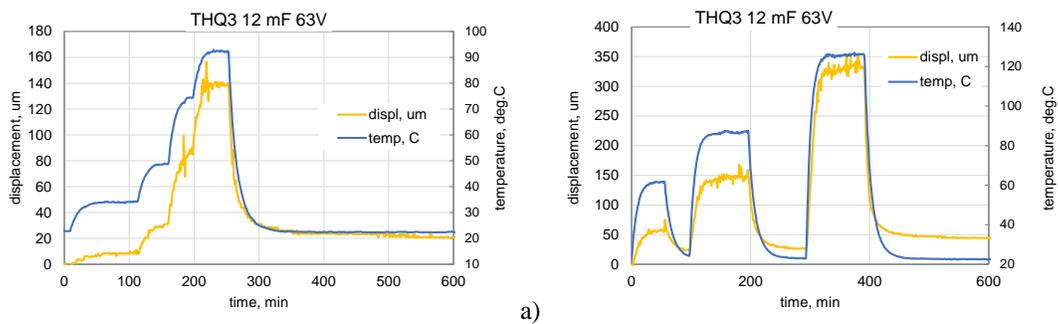 THQ3 12 mF 63V
180
160
140
120
100
80
60
40
20
0
displacement, um
100
90
80
70
60
50
40
30
20
10
temperature, deg.C
displ, um
temp, C
0 100 200 300 400 500 600
time, min
a)
THQ3 12 mF 63V
400
350
300
250
200
150
100
50
0
displacement, um
140
120
100
80
60
40
20
temperature, deg.C
displ, um
temp, C
0 200 400 600
time, min